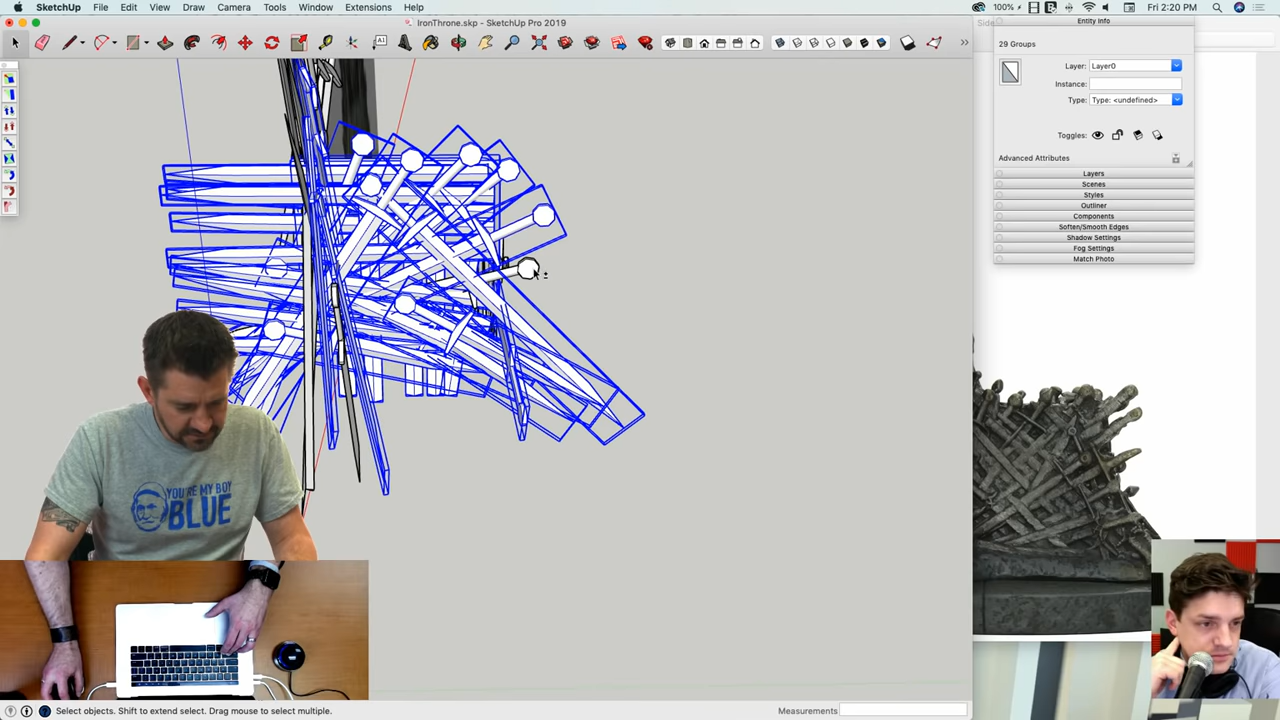 SketchUp File Edit View Draw Camera Tools Window Extensions Help
100% Fri 2:20 PM
IronThrone.skp - SketchUp Pro 2019
Side
Entity Info
29 Groups
Layer: Layer0
Instance:
Type: Type: <undefined>
Toggles:
Advanced Attributes
Layers
Scenes
Styles
Outliner
Components
Soften/Smooth Edges
Shadow Settings
Fog Settings
Match Photo
YOU'RE MY BOY
BLUE
Select objects. Shift to extend select. Drag mouse to select multiple.
Measurements